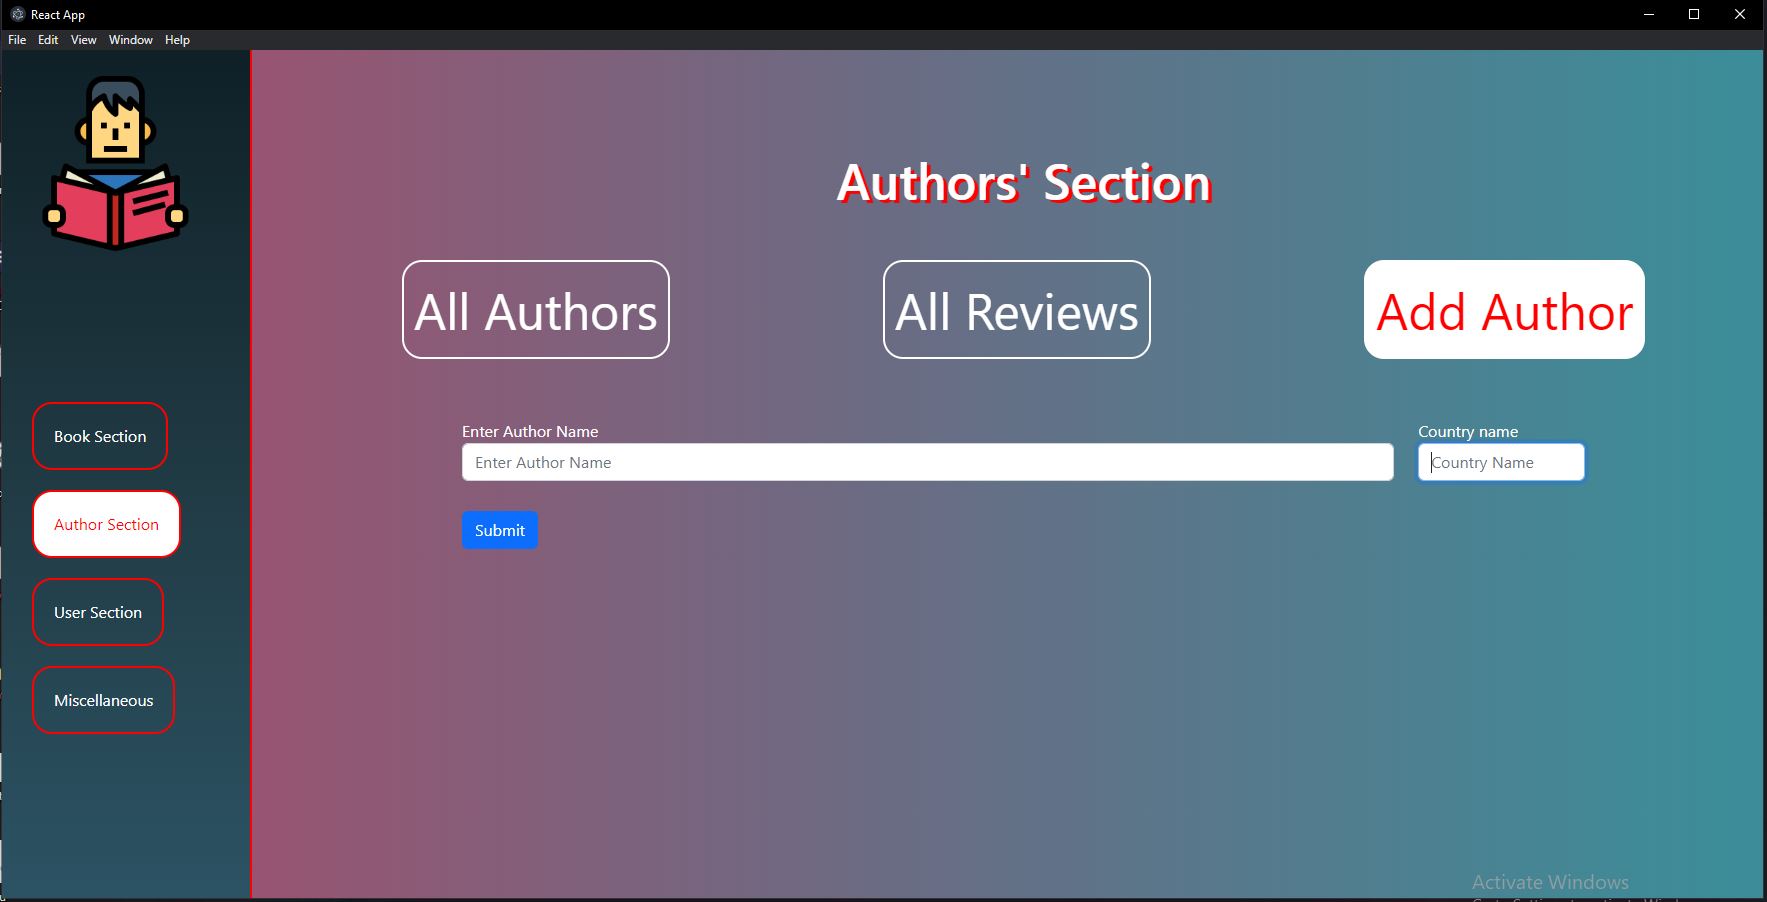 React App
File Edit View Window Help
Authors' Section
All Authors All Reviews Add Author
Book Section
Author Section
User Section
Miscellaneous
Enter Author Name Country name
Enter Author Name Country Name
Submit
Activate Windows